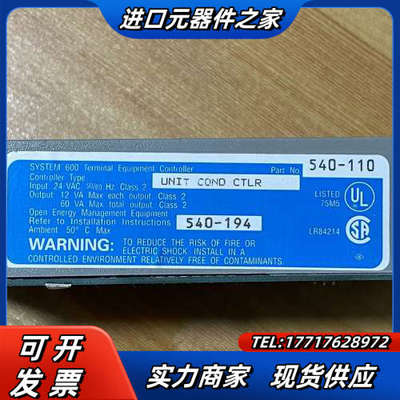 进口元器件之家
SYSTEM 600 Terminal Equipment Controller
Part No. 540-110
Controller Type UNIT COND CTLR
Input 24 VAC 50/60 Hz, Class 2
Output 12 VA Max each output, Class 2
60 VA Max total output, Class 2
Open Energy Management Equipment
Refer to Installation Instructions 540-194
Ambient 50° C Max
LISTED
75M5
UL
LR84214
SA
WARNING: TO REDUCE THE RISK OF FIRE OR
ELECTRIC SHOCK-INSTALL IN A
CONTROLLED ENVIRONMENT RELATIVELY FREE OF CONTAMINANTS.
可开
发票
TEL:17717628972
实力商家 现货供应